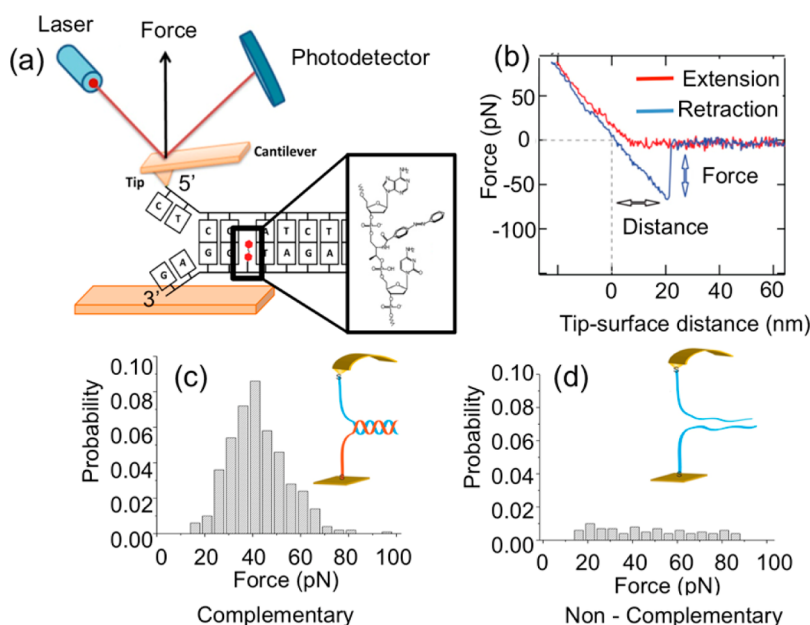 (a)
Laser
Force
Photodetector
Cantilever
Tip
5'
C T
C C A T C T
G C T A G A
G A
3'
(b)
Extension
Retraction
Force (pN)
50
0
-50
-100
Force
Distance
0 20 40 60
Tip-surface distance (nm)
(c)
Probability
0.10
0.08
0.06
0.04
0.02
0.00
0 20 40 60 80 100
Force (pN)
Complementary
(d)
Probability
0.10
0.08
0.06
0.04
0.02
0.00
0 20 40 60 80 100
Force (pN)
Non - Complementary